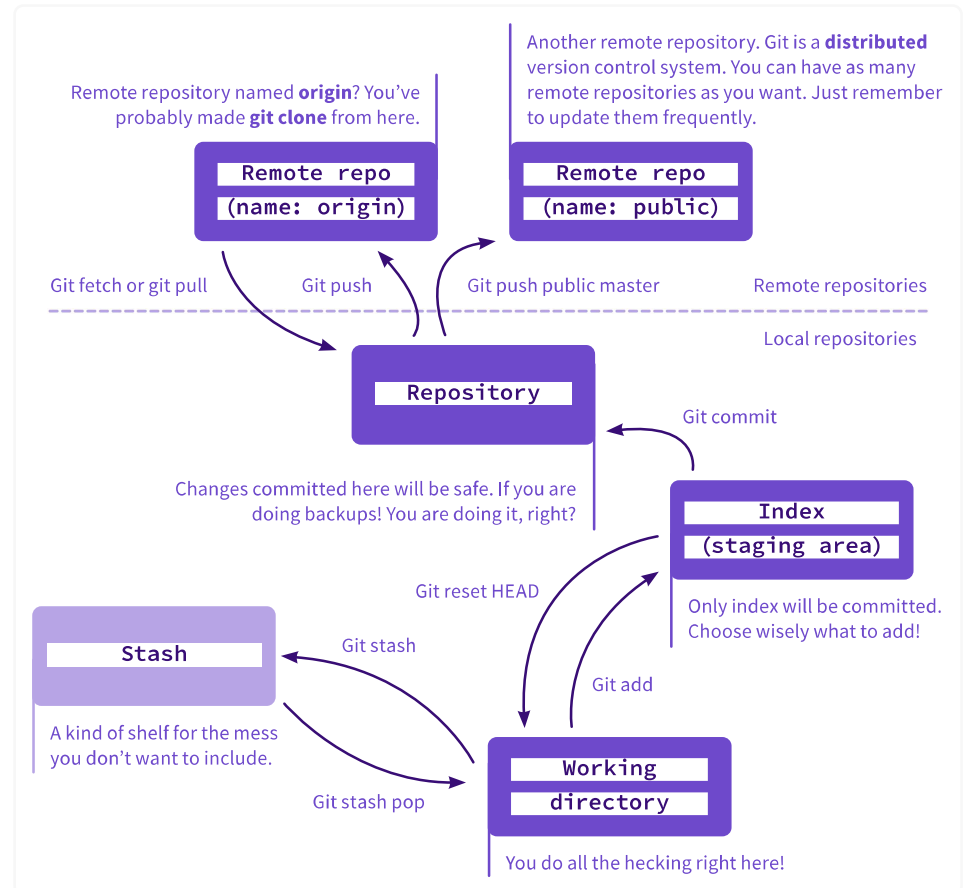 Another remote repository. Git is a distributed
version control system. You can have as many
remote repositories as you want. Just remember
to update them frequently.
Remote repository named origin? You've
probably made git clone from here.
Remote repo
(name: origin)
Remote repo
(name: public)
Git fetch or git pull
Git push
Git push public master
Remote repositories
Local repositories
Repository
Git commit
Changes committed here will be safe. If you are
doing backups! You are doing it, right?
Index
(staging area)
Git reset HEAD
Only index will be committed.
Choose wisely what to add!
Stash
Git stash
Git add
A kind of shelf for the mess
you don't want to include.
Git stash pop
Working
directory
You do all the hecking right here!